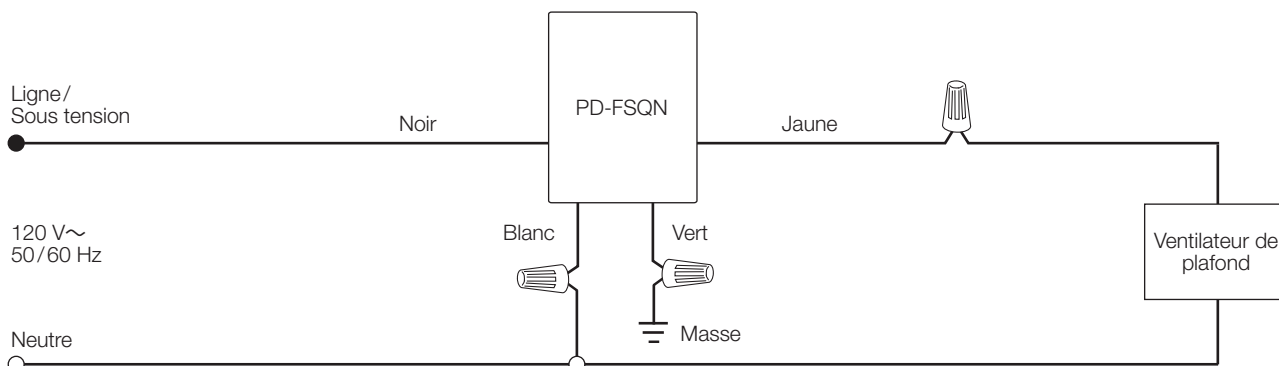 Ligne/
Sous tension
Noir
PD-FSQN
Jaune
120 V~
50/60 Hz
Blanc
Vert
Ventilateur de
plafond
Masse
Neutre